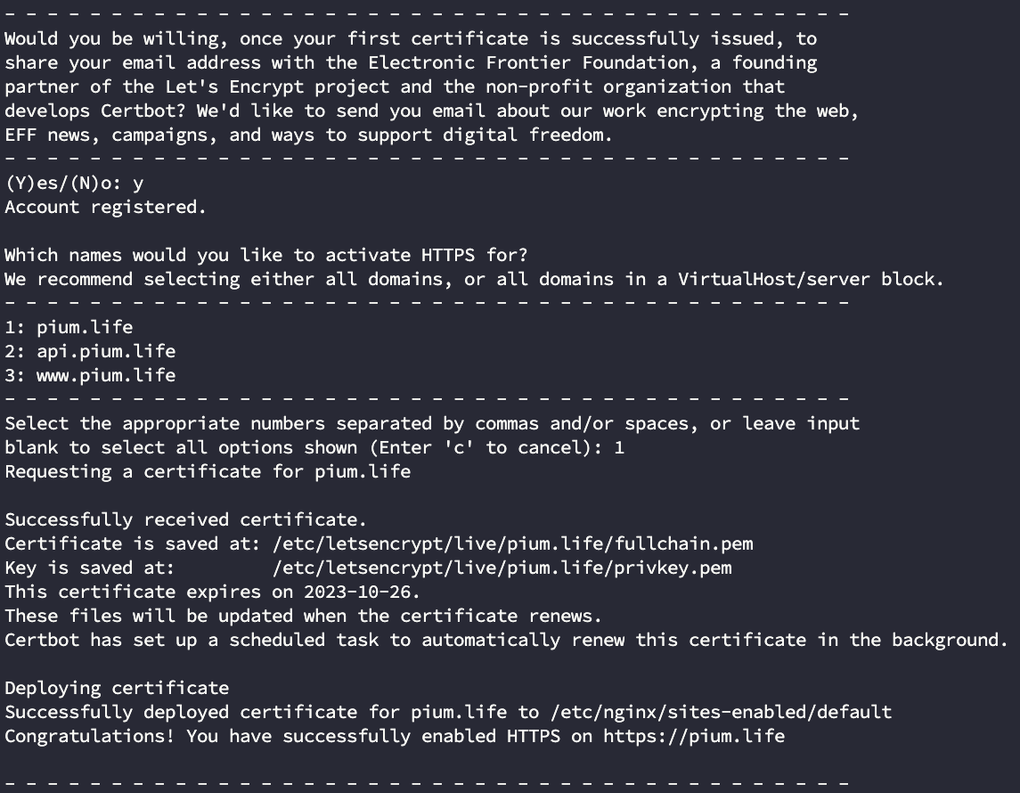 - - - - - - - - - - - - - - - - - - - - - - - - - - - - - - - - - - - - - - - -
Would you be willing, once your first certificate is successfully issued, to
share your email address with the Electronic Frontier Foundation, a founding
partner of the Let's Encrypt project and the non-profit organization that
develops Certbot? We'd like to send you email about our work encrypting the web,
EFF news, campaigns, and ways to support digital freedom.
- - - - - - - - - - - - - - - - - - - - - - - - - - - - - - - - - - - - - - - -
(Y)es/(N)o: y
Account registered.

Which names would you like to activate HTTPS for?
We recommend selecting either all domains, or all domains in a VirtualHost/server block.
- - - - - - - - - - - - - - - - - - - - - - - - - - - - - - - - - - - - - - - -
1: pium.life
2: api.pium.life
3: www.pium.life
- - - - - - - - - - - - - - - - - - - - - - - - - - - - - - - - - - - - - - - -
Select the appropriate numbers separated by commas and/or spaces, or leave input
blank to select all options shown (Enter 'c' to cancel): 1
Requesting a certificate for pium.life

Successfully received certificate.
Certificate is saved at: /etc/letsencrypt/live/pium.life/fullchain.pem
Key is saved at:         /etc/letsencrypt/live/pium.life/privkey.pem
This certificate expires on 2023-10-26.
These files will be updated when the certificate renews.
Certbot has set up a scheduled task to automatically renew this certificate in the background.

Deploying certificate
Successfully deployed certificate for pium.life to /etc/nginx/sites-enabled/default
Congratulations! You have successfully enabled HTTPS on https://pium.life

- - - - - - - - - - - - - - - - - - - - - - - - - - - - - - - - - - - - - - - -